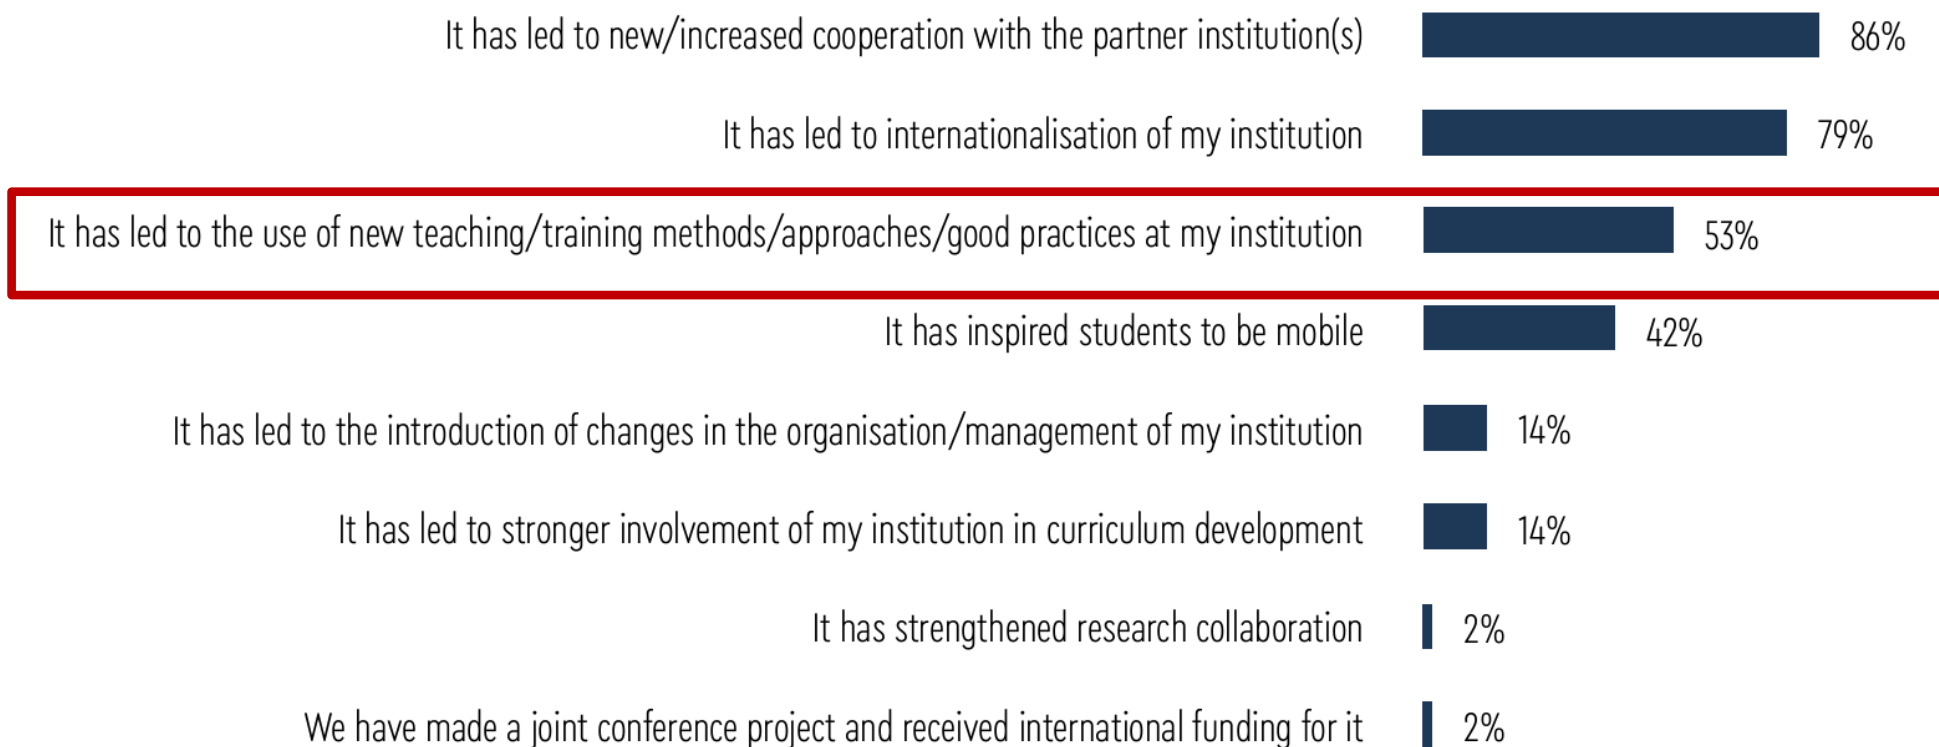 It has led to new/increased cooperation with the partner institution(s) 86%
It has led to internationalisation of my institution 79%
It has led to the use of new teaching/training methods/approaches/good practices at my institution 53%
It has inspired students to be mobile 42%
It has led to the introduction of changes in the organisation/management of my institution 14%
It has led to stronger involvement of my institution in curriculum development 14%
It has strengthened research collaboration 2%
We have made a joint conference project and received international funding for it 2%